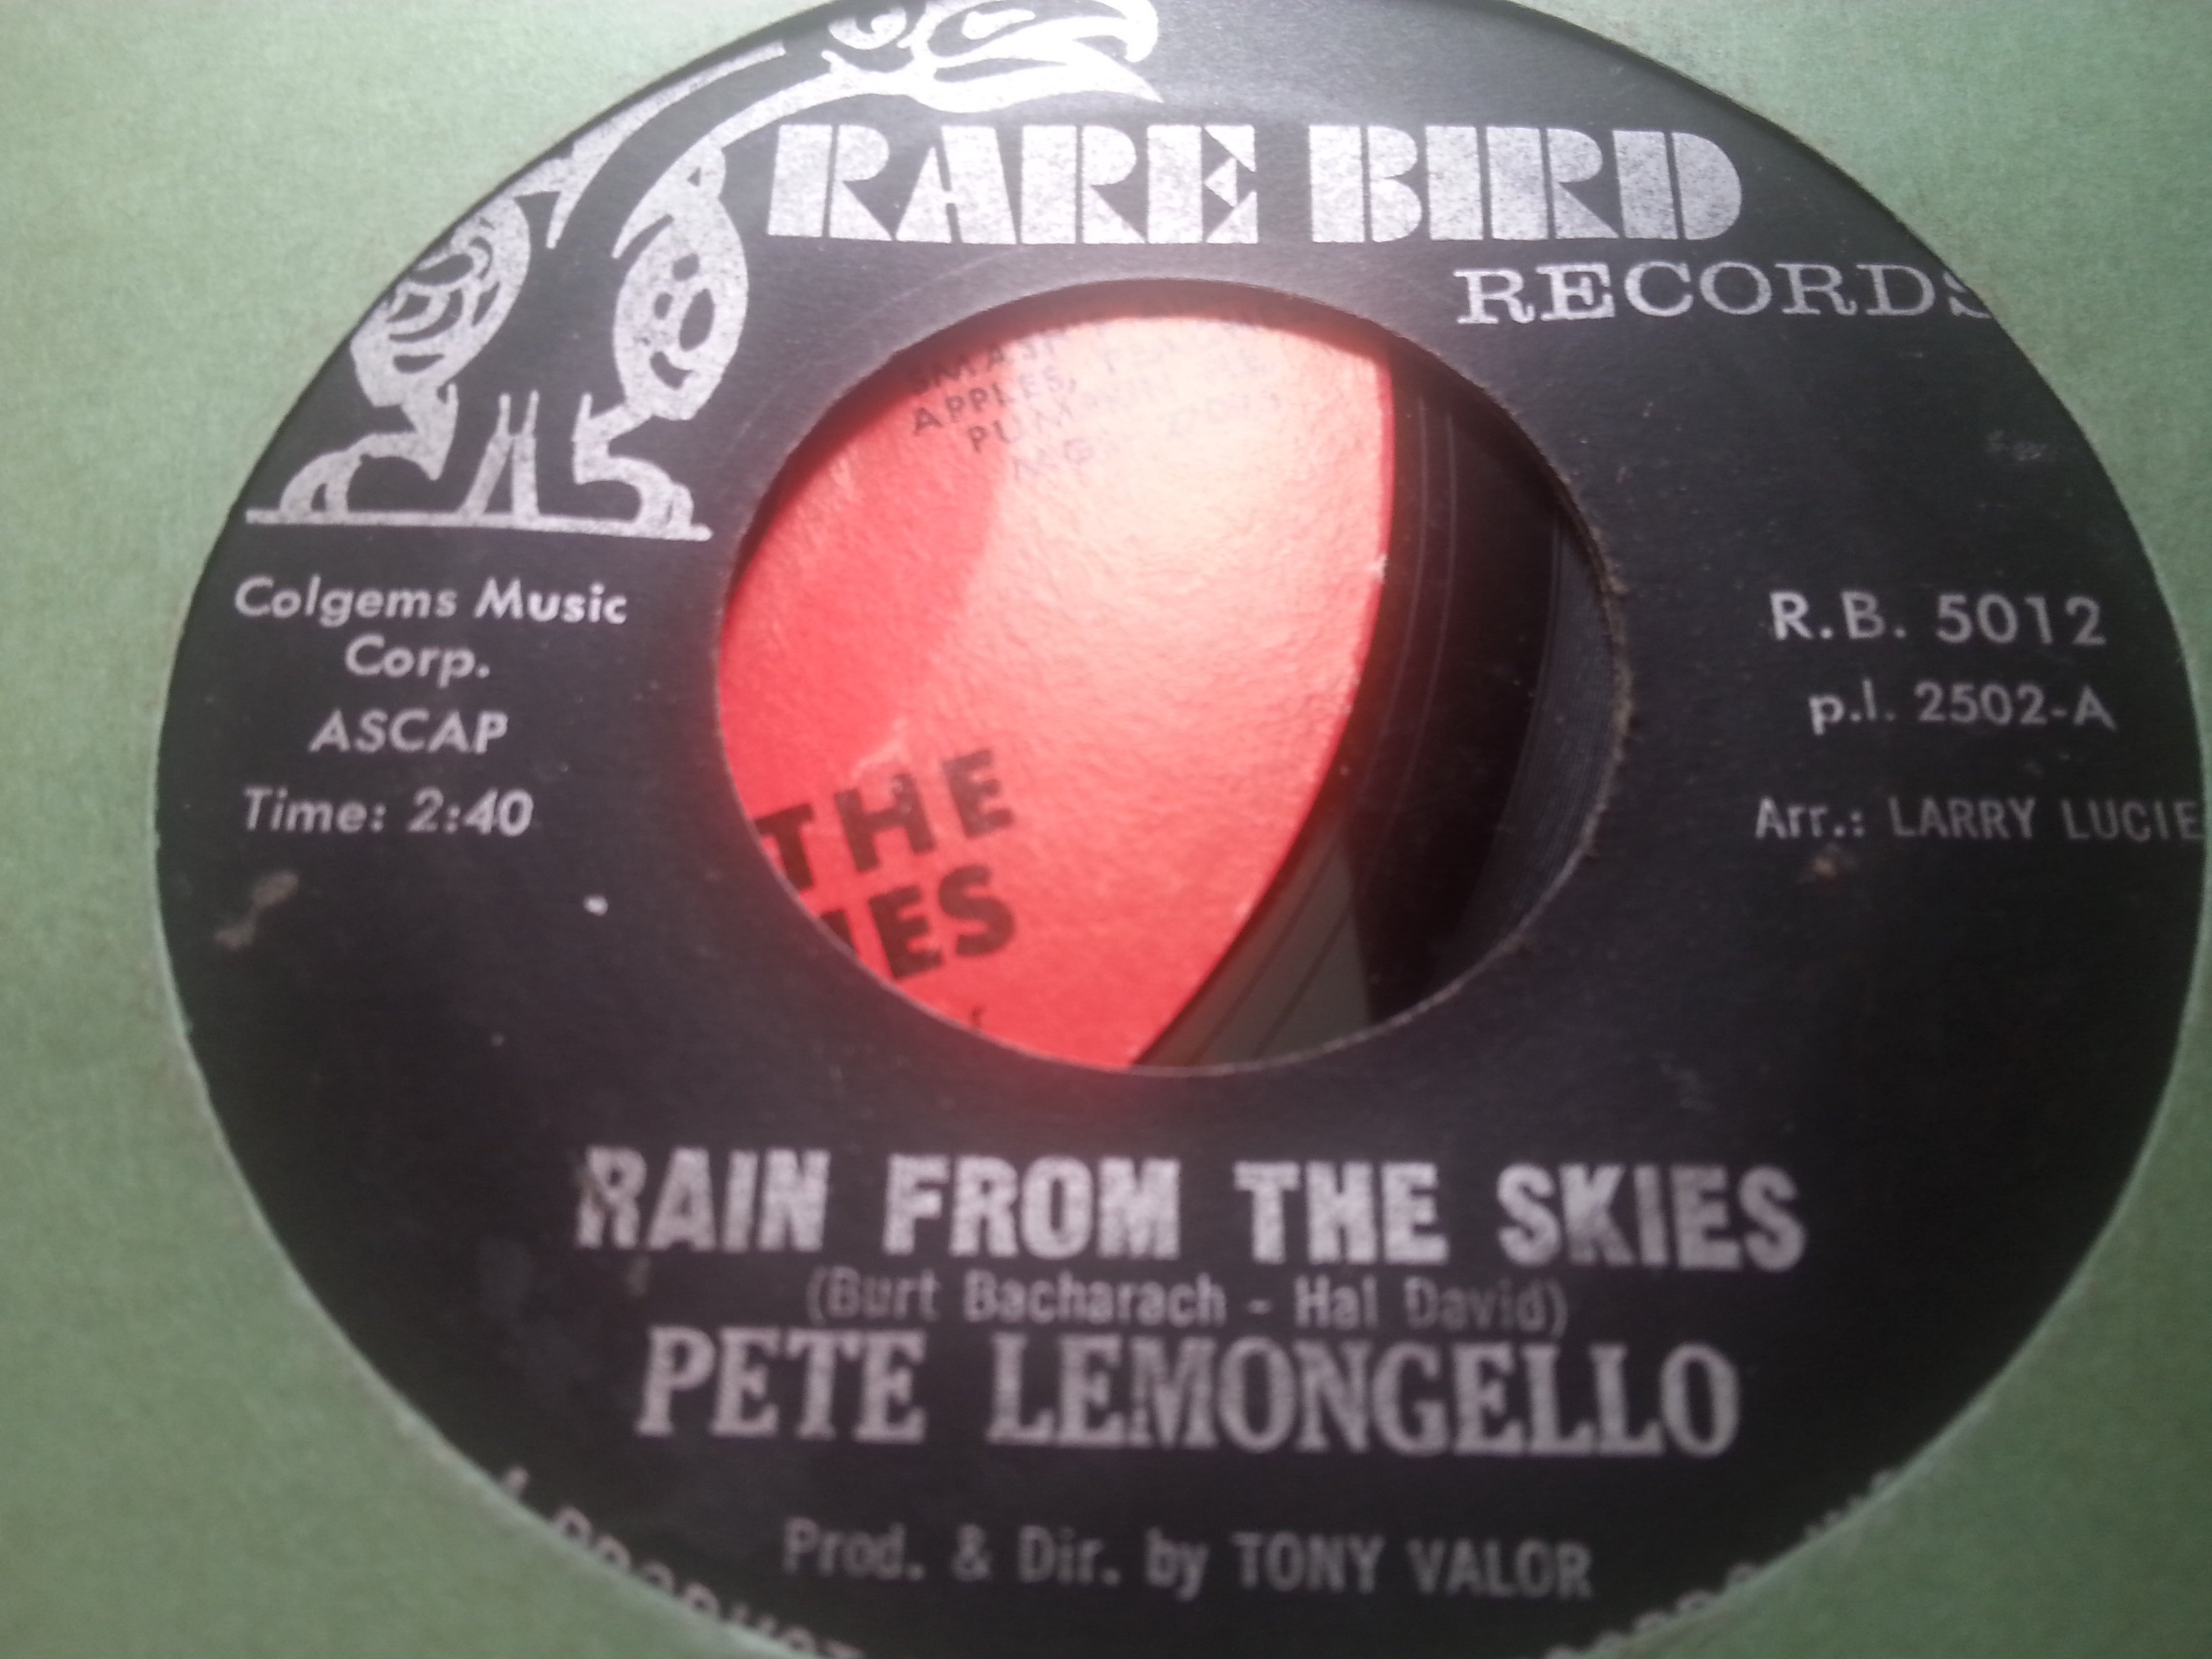 RARE BIRD
RECORDS
APPLES,
THE
Colgems Music
Corp.
ASCAP
Time: 2:40
R.B. 5012
p.l. 2502-A
Arr.: LARRY LUCIE
RAIN FROM THE SKIES
(Burt Bacharach - Hal David)
PETE LEMONGELLO
Prod. & Dir. by TONY VALOR